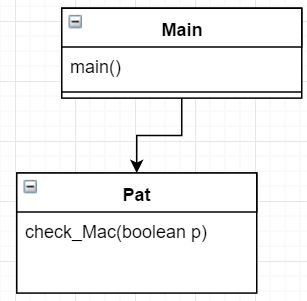 Main
main()
Pat
check_Mac(boolean p)